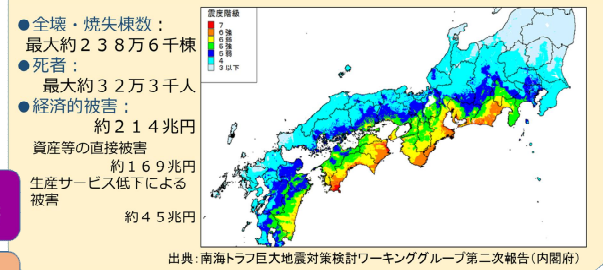 ●全壊・焼失棟数：
最大約２３８万６千棟
●死者：
最大約３２万３千人
●経済的被害：
約２１４兆円
資産等の直接被害
約１６９兆円
生産サービス低下による
被害
約４５兆円
震度階級
7
6強
6弱
5強
5弱
4
3以下
出典：南海トラフ巨大地震対策検討ワーキンググループ第二次報告（内閣府）